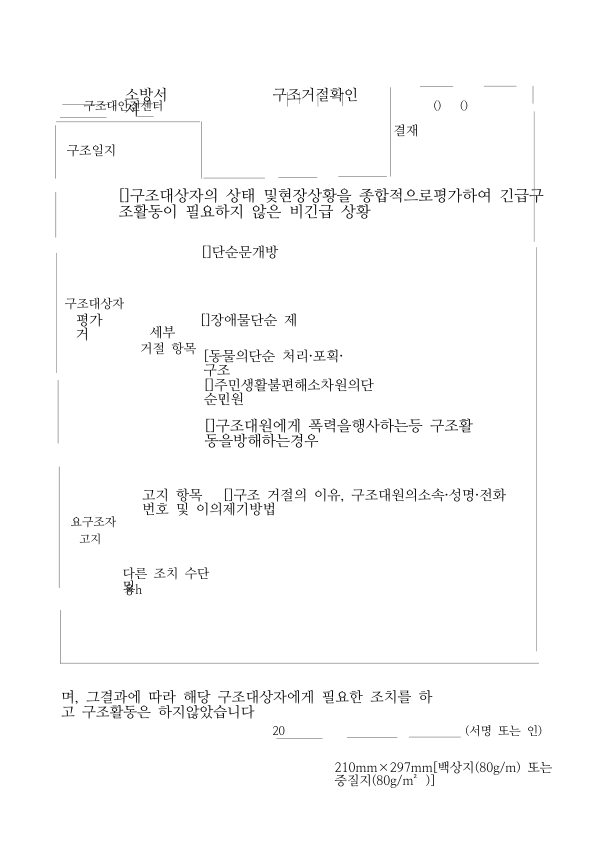 소방서 구조거절확인
서
구조대안전센터
() ()
결재
구조일지
[]구조대상자의 상태 및현장상황을 종합적으로평가하여 긴급구
조활동이 필요하지 않은 비긴급 상황
[]단순문개방
구조대상자
평가
거
[]장애물단순 제
세부
거절 항목
[동물의단순 처리·포획·
구조
[]주민생활불편해소차원의단
순민원
[]구조대원에게 폭력을행사하는등 구조활
동을방해하는경우
고지 항목 []구조 거절의 이유, 구조대원의소속·성명·전화
번호 및 이의제기방법
요구조자
고지
다른 조치 수단
며, 그결과에 따라 해당 구조대상자에게 필요한 조치를 하
고 구조활동은 하지않았습니다
20 (서명 또는 인)
210mm×297mm[백상지(80g/m) 또는
중질지(80g/m² )]